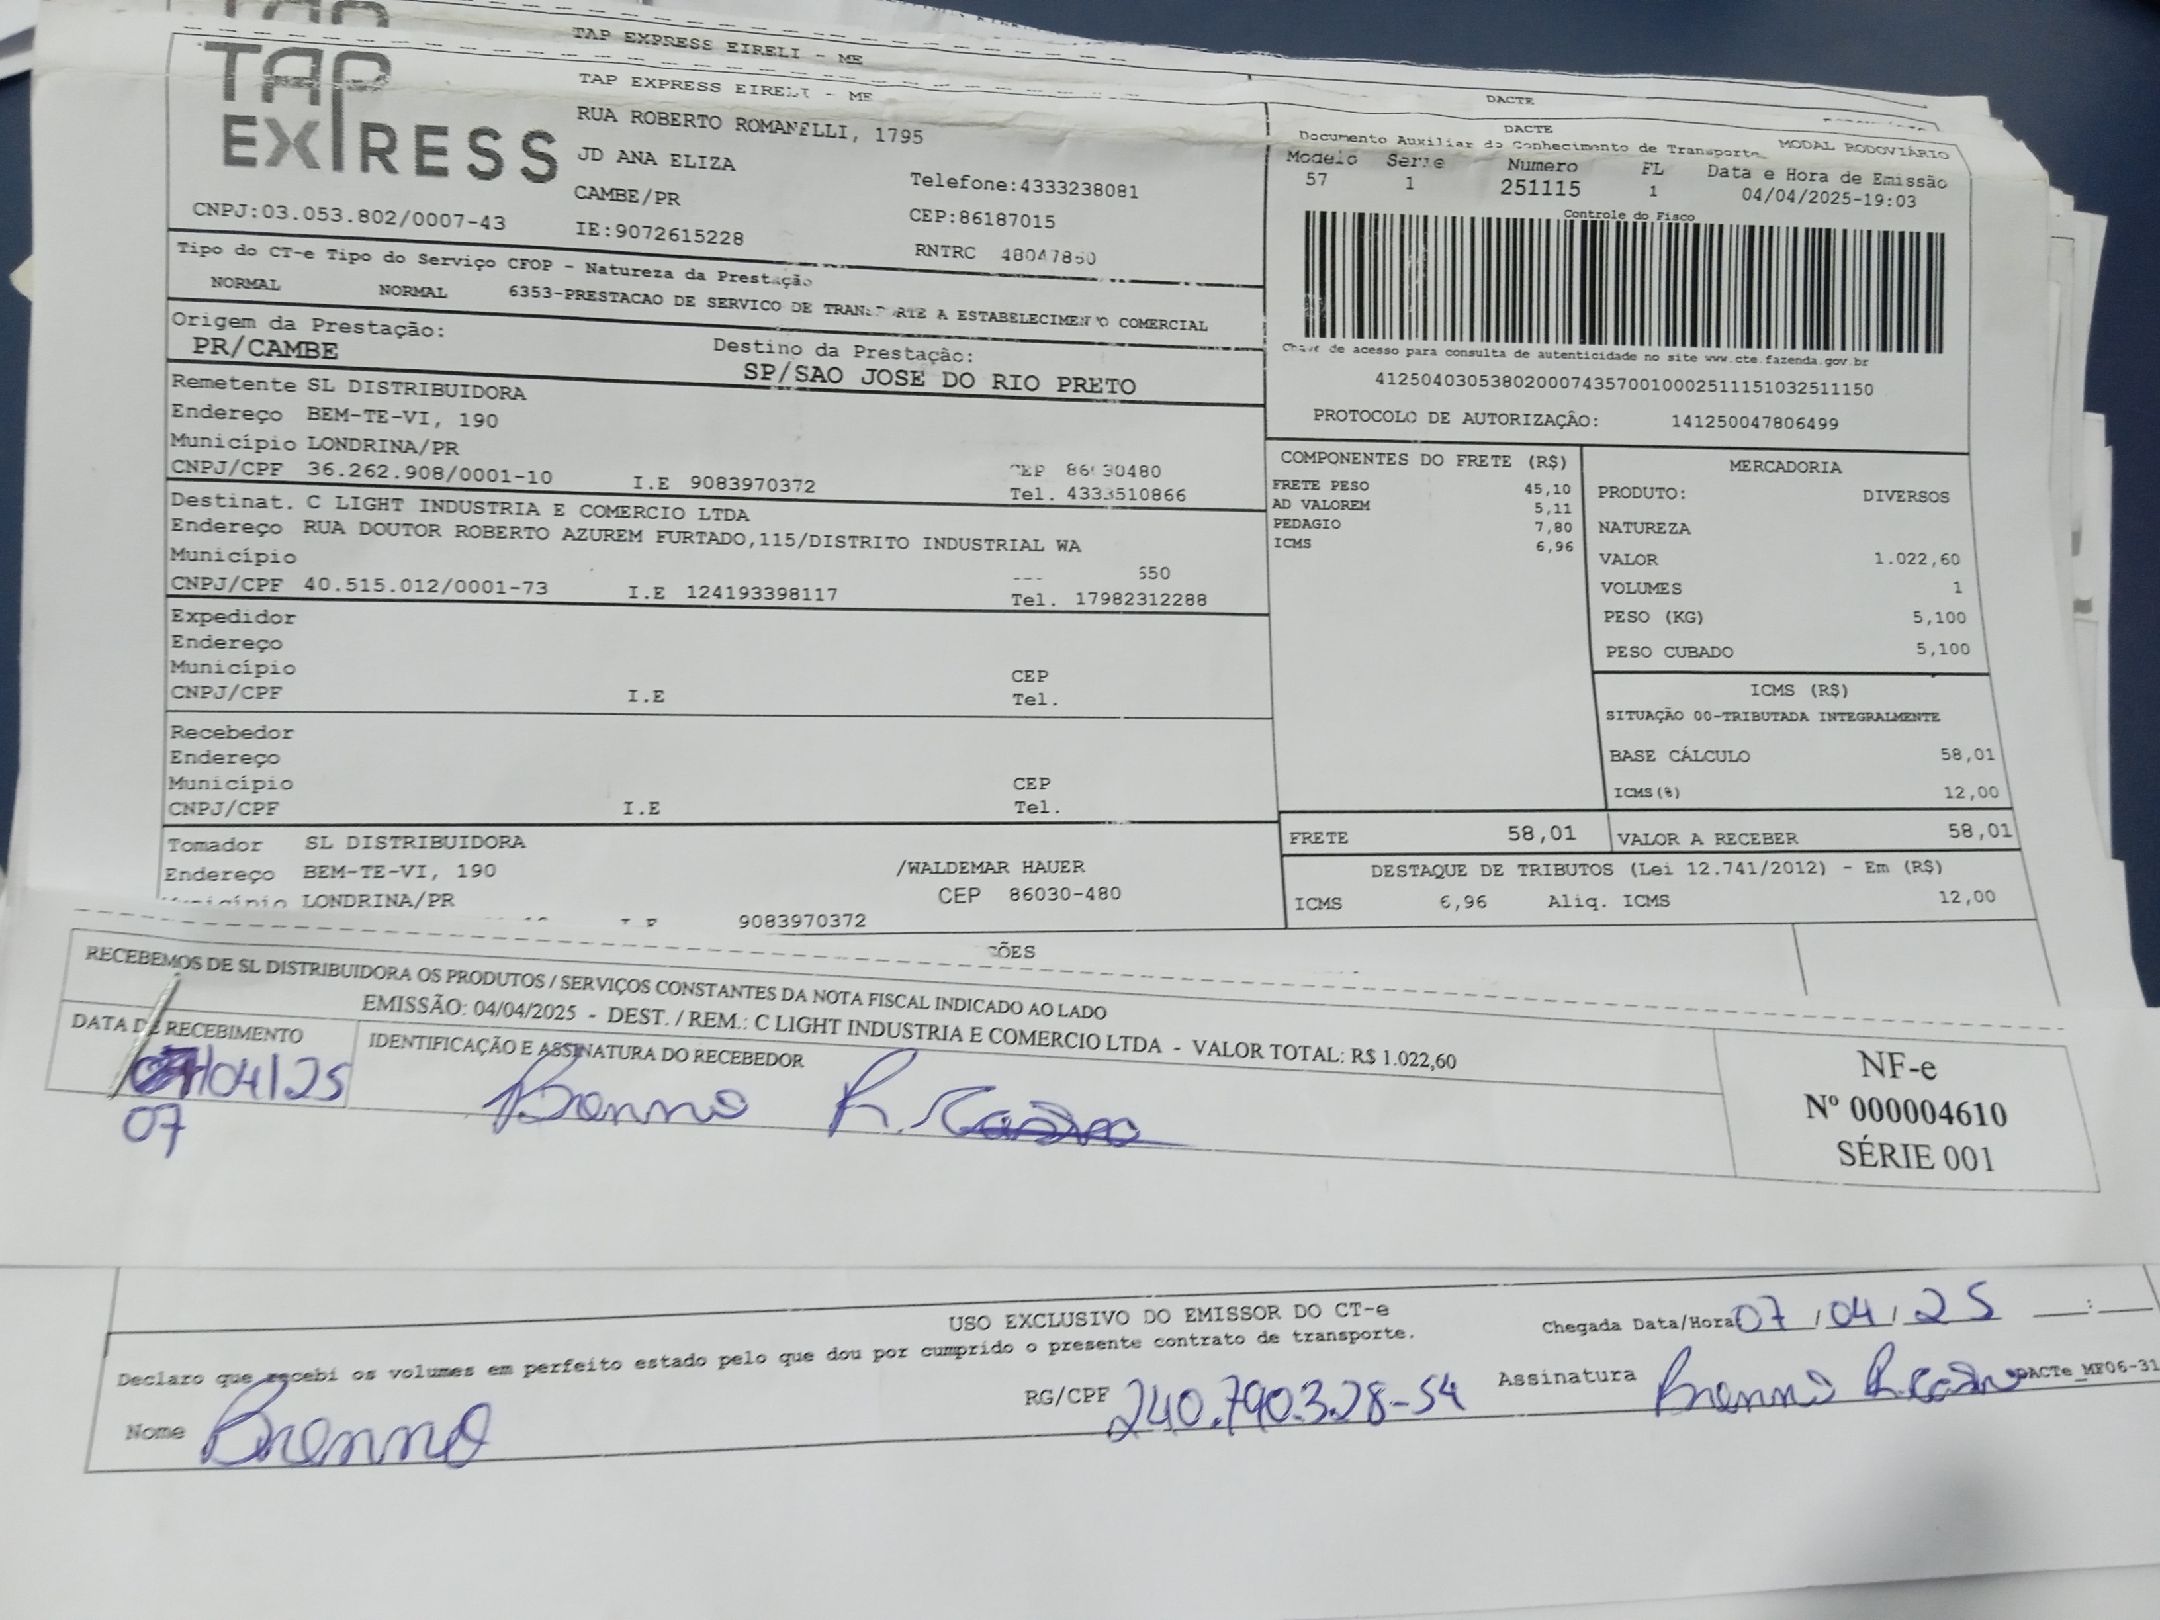 TAP EXPRESS EIRELI - ME
DACTE
TAP
EXPRESS
CNPJ:03.053.802/0007-43
TAP EXPRESS EIRELI - ME
RUA ROBERTO ROMANELLI, 1795
JD ANA ELIZA
CAMBE/PR
IE:9072615228
Telefone:4333238081
CEP:86187015
RNTRC 48047860
DACTE
Documento Auxiliar do Conhecimento de Transporte
MODAL RODOVIÁRIO
Modelo Serie Numero FL Data e Hora de Emissão
57 1 251115 1 04/04/2025-19:03
Controle do Fisco
Chave de acesso para consulta de autenticidade no site www.cte.fazenda.gov.br
41250403053802000743570010002511151032511150
PROTOCOLO DE AUTORIZAÇÃO: 141250047806499
Tipo do CT-e Tipo do Serviço CFOP - Natureza da Prestação
NORMAL NORMAL 6353-PRESTACAO DE SERVICO DE TRANSPORTE A ESTABELECIMENTO COMERCIAL
Origem da Prestação: Destino da Prestação:
PR/CAMBE SP/SAO JOSE DO RIO PRETO
Remetente SL DISTRIBUIDORA
Endereço BEM-TE-VI, 190
Município LONDRINA/PR
CEP 86030480
CNPJ/CPF 36.262.908/0001-10 I.E 9083970372 Tel. 4333510866
Destinat. C LIGHT INDUSTRIA E COMERCIO LTDA
Endereço RUA DOUTOR ROBERTO AZUREM FURTADO,115/DISTRITO INDUSTRIAL WA
Município 550
CNPJ/CPF 40.515.012/0001-73 I.E 124193398117 Tel. 17982312288
Expedidor
Endereço
Município CEP
CNPJ/CPF I.E Tel.
Recebedor
Endereço
Município CEP
CNPJ/CPF I.E Tel.
Tomador SL DISTRIBUIDORA
Endereço BEM-TE-VI, 190 /WALDEMAR HAUER
Município LONDRINA/PR CEP 86030-480
9083970372
COMPONENTES DO FRETE (R$)
FRETE PESO 45,10
AD VALOREM 5,11
PEDAGIO 7,80
ICMS 6,96
MERCADORIA
PRODUTO: DIVERSOS
NATUREZA
VALOR 1.022,60
VOLUMES 1
PESO (KG) 5,100
PESO CUBADO 5,100
ICMS (R$)
SITUAÇÃO 00-TRIBUTADA INTEGRALMENTE
BASE CÁLCULO 58,01
ICMS(%) 12,00
FRETE 58,01 VALOR A RECEBER 58,01
DESTAQUE DE TRIBUTOS (Lei 12.741/2012) - Em (R$)
ICMS 6,96 Aliq. ICMS 12,00
ÇÕES
RECEBEMOS DE SL DISTRIBUIDORA OS PRODUTOS / SERVIÇOS CONSTANTES DA NOTA FISCAL INDICADO AO LADO
EMISSÃO: 04/04/2025 - DEST. / REM.: C LIGHT INDUSTRIA E COMERCIO LTDA - VALOR TOTAL: R$ 1.022,60
DATA DE RECEBIMENTO IDENTIFICAÇÃO E ASSINATURA DO RECEBEDOR
/04/25 Brenno R.
07
NF-e
Nº 000004610
SÉRIE 001
USO EXCLUSIVO DO EMISSOR DO CT-e
Declaro que recebi os volumes em perfeito estado pelo que dou por cumprido o presente contrato de transporte.
Chegada Data/Hora 07/04/25 __:__
Nome Brenno RG/CPF 240.790.328-54 Assinatura Brenno R.
DACTe_MF06-31